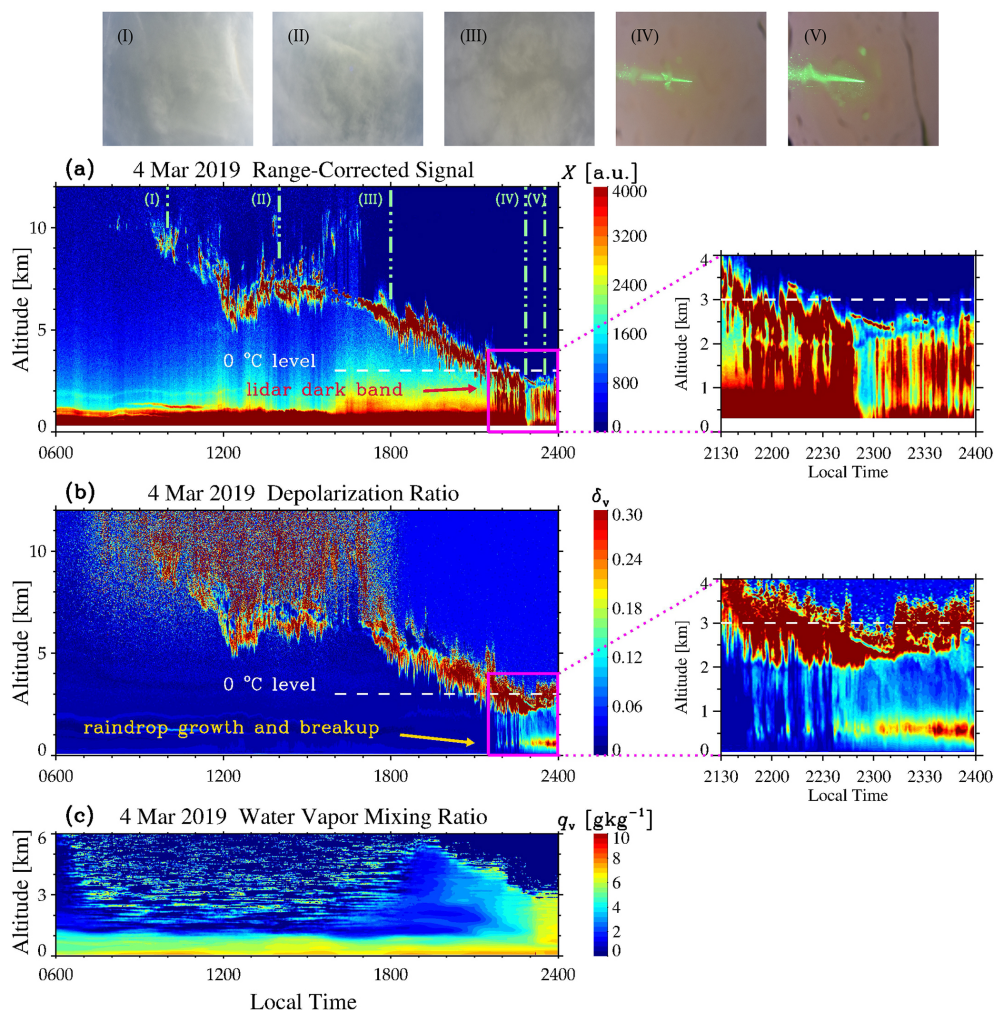 (I)
(II)
(III)
(IV)
(V)
(a)
4 Mar 2019 Range-Corrected Signal
X [a.u.]
4000
3200
2400
1600
800
0
(I)
(II)
(III)
(IV)
(V)
10
5
0
Altitude [km]
0 °C level
lidar dark band
0600
1200
1800
2400
4
3
2
1
0
Altitude [km]
2130
2200
2230
2300
2330
2400
Local Time
(b)
4 Mar 2019 Depolarization Ratio
δv
0.30
0.24
0.18
0.12
0.06
0
10
5
0
Altitude [km]
0 °C level
raindrop growth and breakup
0600
1200
1800
2400
4
3
2
1
0
Altitude [km]
2130
2200
2230
2300
2330
2400
Local Time
(c)
4 Mar 2019 Water Vapor Mixing Ratio
qv [gkg⁻¹]
10
8
6
4
2
0
6
3
0
Altitude [km]
0600
1200
1800
2400
Local Time